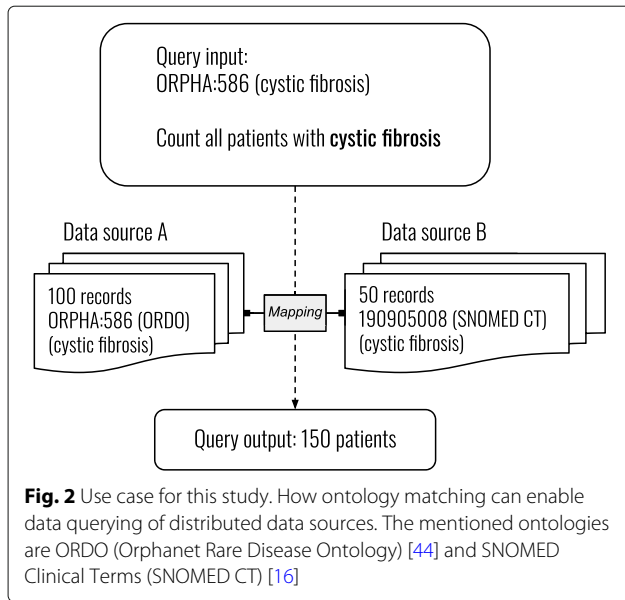 Query input:
ORPHA:586 (cystic fibrosis)
Count all patients with cystic fibrosis
Data source A
Data source B
100 records
ORPHA:586 (ORDO)
(cystic fibrosis)
Mapping
50 records
190905008 (SNOMED CT)
(cystic fibrosis)
Query output: 150 patients
Fig. 2 Use case for this study. How ontology matching can enable
data querying of distributed data sources. The mentioned ontologies
are ORDO (Orphanet Rare Disease Ontology) [44] and SNOMED
Clinical Terms (SNOMED CT) [16]